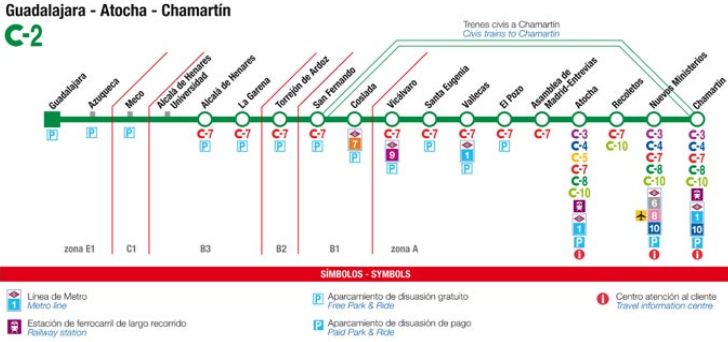 Guadalajara - Atocha - Chamartín
C-2
Trenes civis a Chamartín
Civis trains to Chamartín
Guadalajara
Azuqueca
Meco
Alcalá de Henares
Universidad
Alcalá de Henares
La Garena
Torrejón de Ardoz
San Fernando
Coslada
Vicálvaro
Santa Eugenia
Vallecas
El Pozo
Asamblea de
Madrid-Entrevías
Atocha
Recoletos
Nuevos Ministerios
Chamartín
P P P
C-7 P
C-7 P
C-7 P
C-7 P
C-7 7 P
C-7 9 P
C-7 P
C-7 1 P
C-7 P
C-7
C-3 C-4 C-5 C-7 C-8 C-10 1 P i
C-7 C-10
C-3 C-4 C-7 C-8 C-10 6 8 10 P i
C-3 C-4 C-7 C-8 C-10 1 10 P i
zona E1 C1 B3 B2 B1 zona A
SÍMBOLOS - SYMBOLS
1 Línea de Metro
Metro line
Estación de ferrocarril de largo recorrido
Railway station
P Aparcamiento de disuasión gratuito
Free Park & Ride
P Aparcamiento de disuasión de pago
Paid Park & Ride
i Centro atención al cliente
Travel information centre